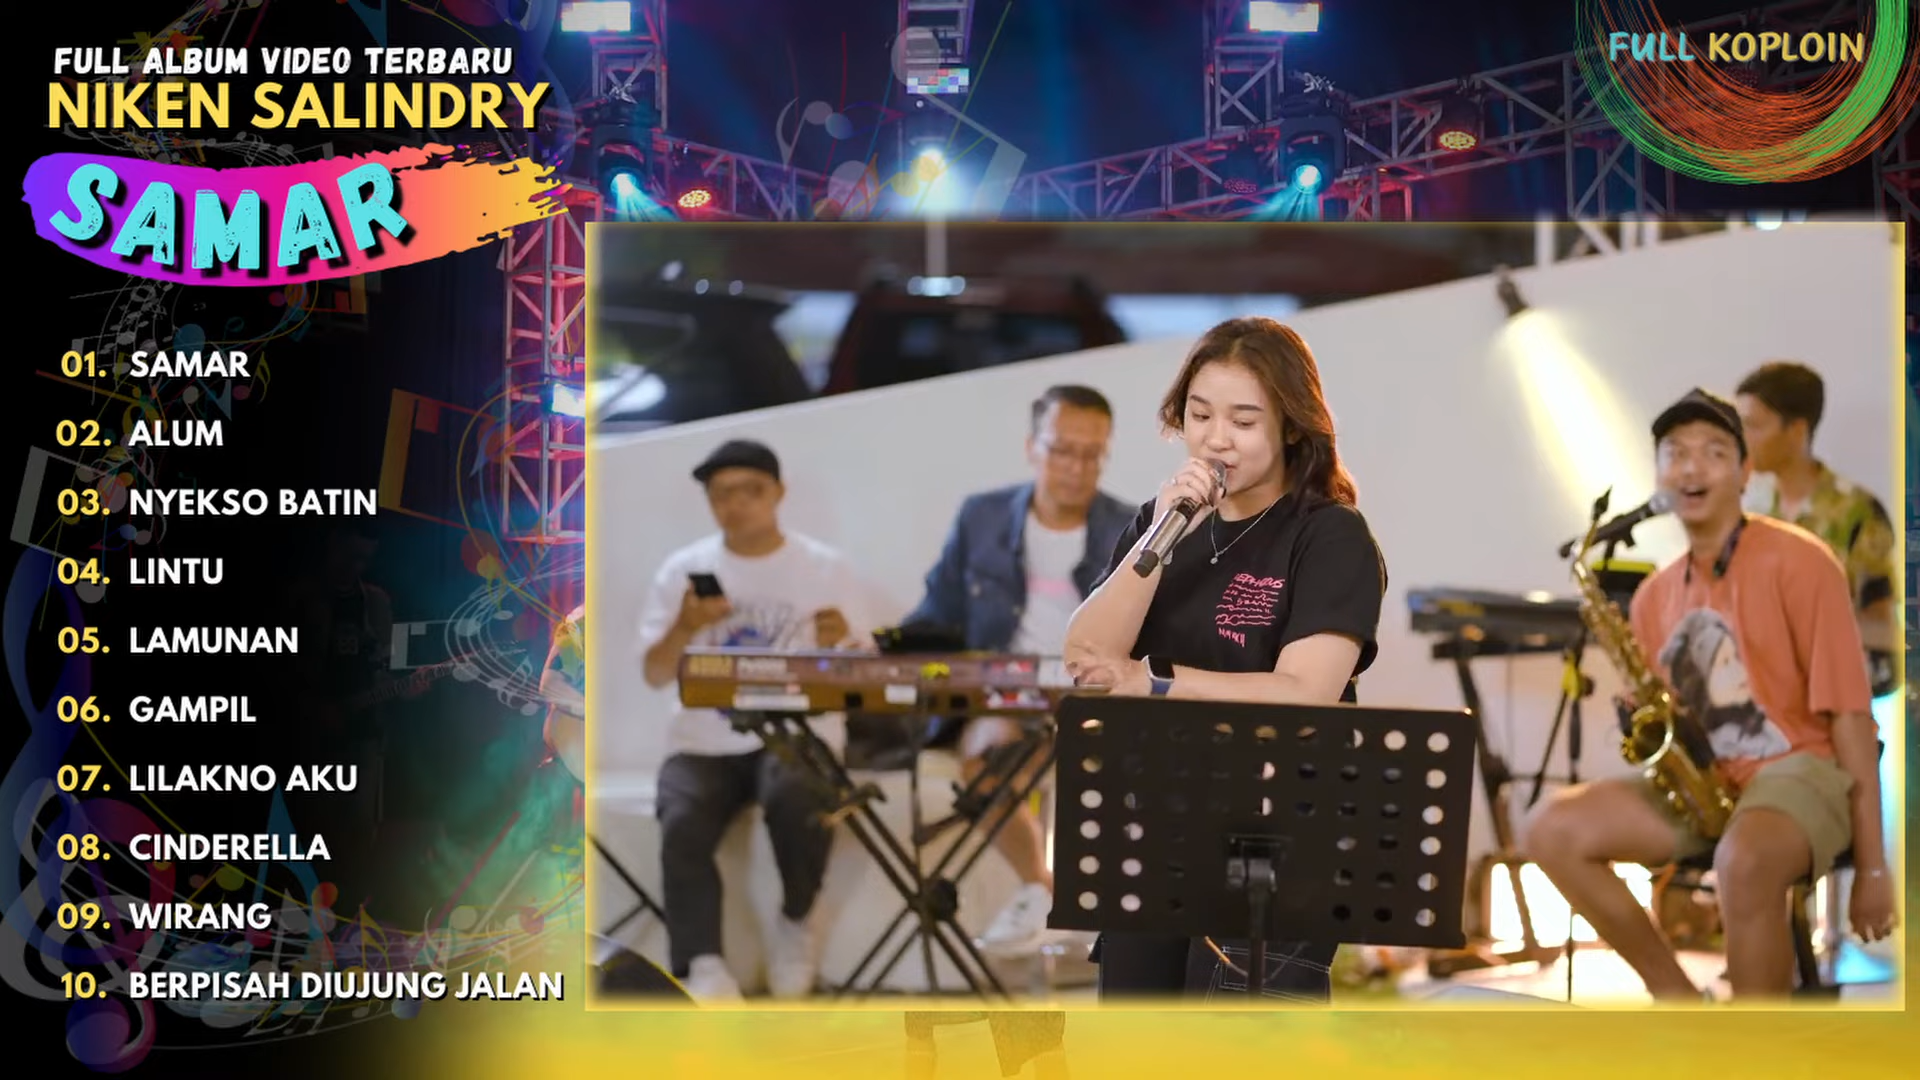 FULL ALBUM VIDEO TERBARU
NIKEN SALINDRY
SAMAR
FULL KOPLOIN
01. SAMAR
02. ALUM
03. NYEKSO BATIN
04. LINTU
05. LAMUNAN
06. GAMPIL
07. LILAKNO AKU
08. CINDERELLA
09. WIRANG
10. BERPISAH DIUJUNG JALAN